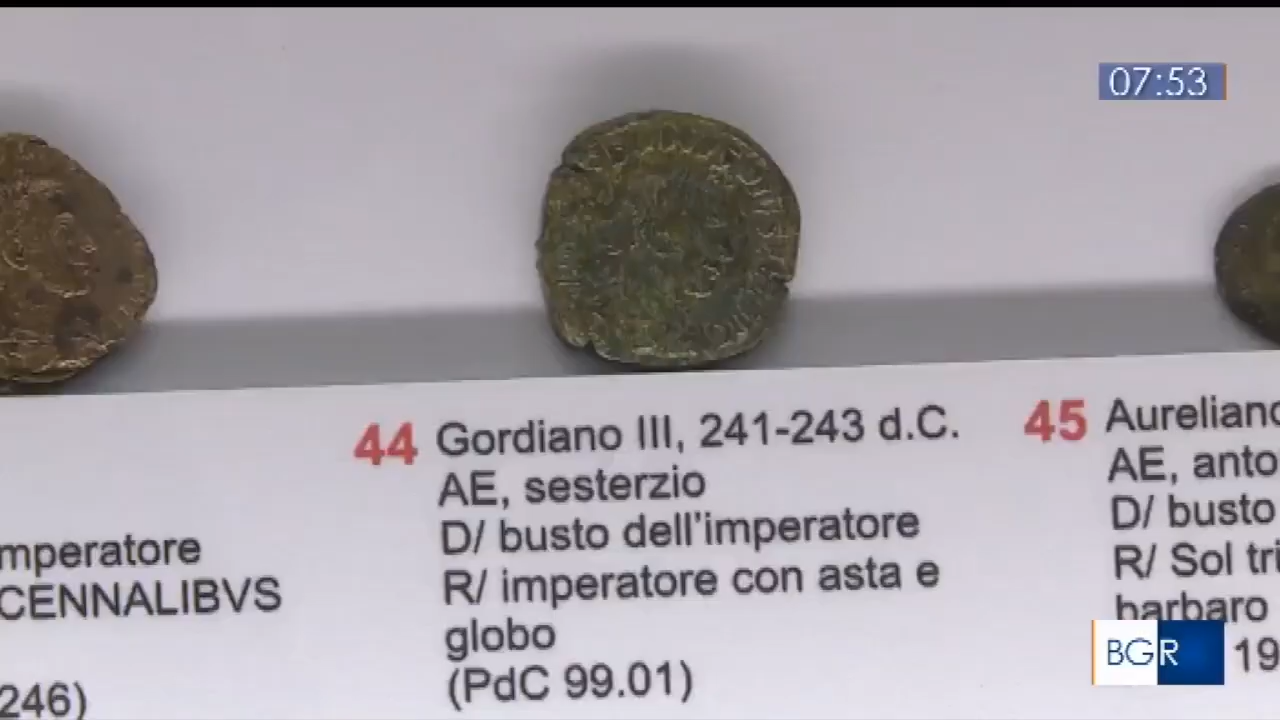 07:53
44 Gordiano III, 241-243 d.C.
AE, sesterzio
D/ busto dell'imperatore
R/ imperatore con asta e
globo
(PdC 99.01)
mperatore
CENNALIBVS
246)
45 Aureliano
AE, anto
D/ busto
R/ Sol tri
barbaro
19
BGR